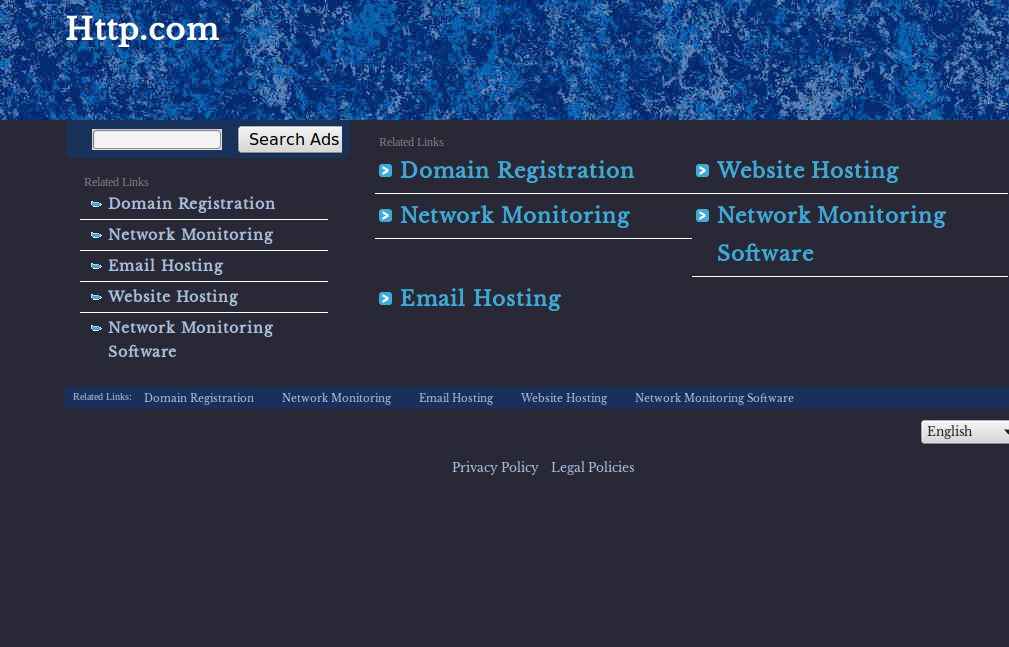 Http.com
Search Ads
Related Links
Domain Registration
Network Monitoring
Email Hosting
Website Hosting
Network Monitoring
Software
Related Links
Domain Registration
Website Hosting
Network Monitoring
Network Monitoring
Software
Email Hosting
Related Links: Domain Registration Network Monitoring Email Hosting Website Hosting Network Monitoring Software
English
Privacy Policy Legal Policies